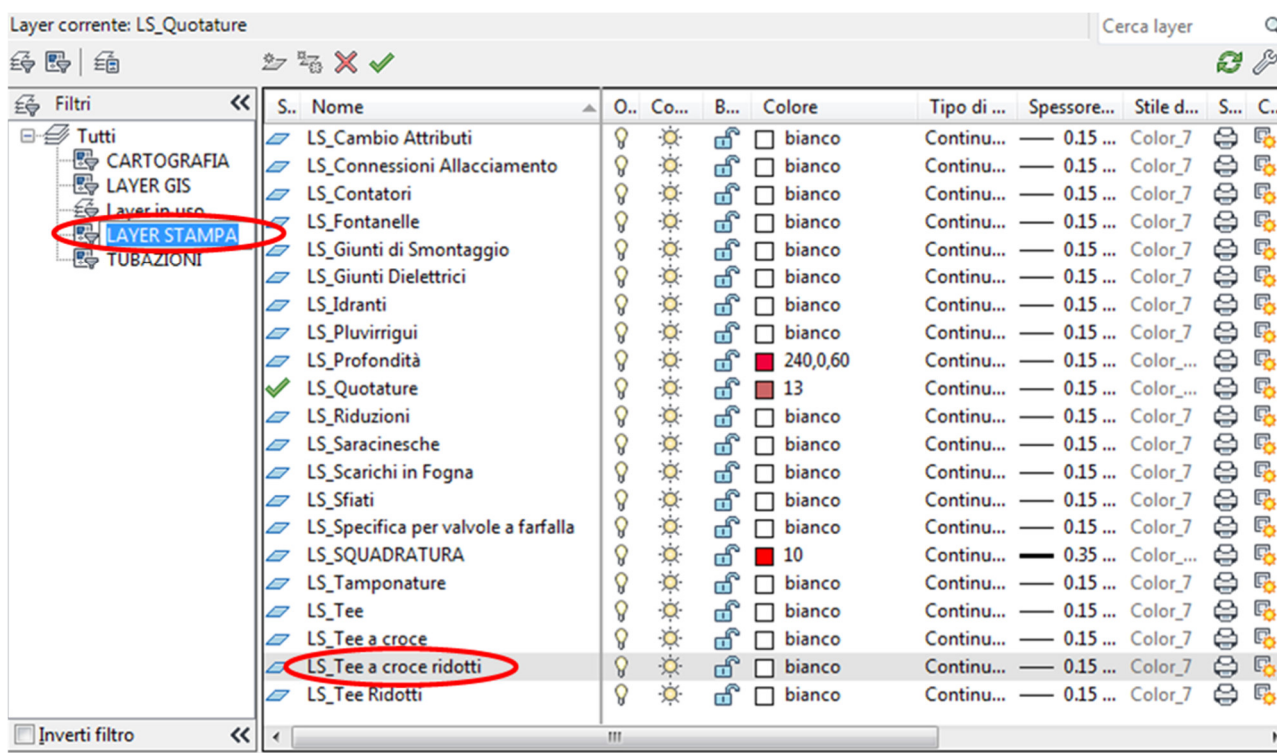 Layer corrente: LS_Quotature
Cerca layer
Filtri
Tutti
CARTOGRAFIA
LAYER GIS
Layer in uso
LAYER STAMPA
TUBAZIONI
Inverti filtro
S.. Nome O.. Co... B... Colore Tipo di ... Spessore... Stile d... S... C..
LS_Cambio Attributi bianco Continu... 0.15 ... Color_7
LS_Connessioni Allacciamento bianco Continu... 0.15 ... Color_7
LS_Contatori bianco Continu... 0.15 ... Color_7
LS_Fontanelle bianco Continu... 0.15 ... Color_7
LS_Giunti di Smontaggio bianco Continu... 0.15 ... Color_7
LS_Giunti Dielettrici bianco Continu... 0.15 ... Color_7
LS_Idranti bianco Continu... 0.15 ... Color_7
LS_Pluvirrigui bianco Continu... 0.15 ... Color_7
LS_Profondità 240,0,60 Continu... 0.15 ... Color_...
LS_Quotature 13 Continu... 0.15 ... Color_...
LS_Riduzioni bianco Continu... 0.15 ... Color_7
LS_Saracinesche bianco Continu... 0.15 ... Color_7
LS_Scarichi in Fogna bianco Continu... 0.15 ... Color_7
LS_Sfiati bianco Continu... 0.15 ... Color_7
LS_Specifica per valvole a farfalla bianco Continu... 0.15 ... Color_7
LS_SQUADRATURA 10 Continu... 0.35 ... Color_...
LS_Tamponature bianco Continu... 0.15 ... Color_7
LS_Tee bianco Continu... 0.15 ... Color_7
LS_Tee a croce bianco Continu... 0.15 ... Color_7
LS_Tee a croce ridotti bianco Continu... 0.15 ... Color_7
LS_Tee Ridotti bianco Continu... 0.15 ... Color_7